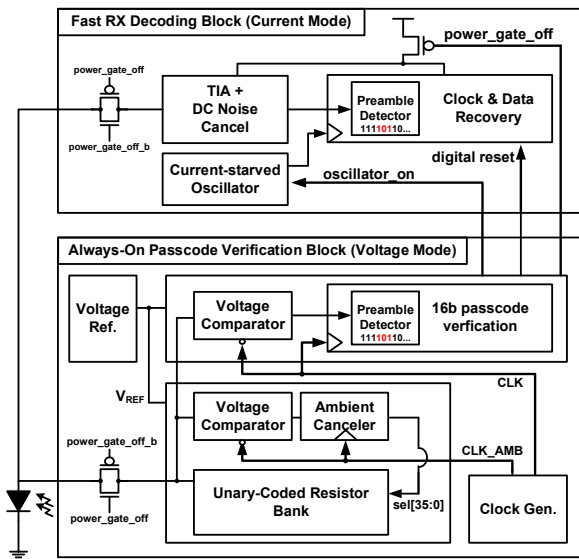 Fast RX Decoding Block (Current Mode)
power_gate_off
power_gate_off
TIA +
DC Noise
Cancel
Preamble
Detector
11110110...
Clock & Data
Recovery
power_gate_off_b
digital reset
Current-starved
Oscillator
oscillator_on
Always-On Passcode Verification Block (Voltage Mode)
Voltage
Ref.
Voltage
Comparator
Preamble
Detector
11110110...
16b passcode
verfication
CLK
VREF
Voltage
Comparator
Ambient
Canceler
power_gate_off_b
CLK_AMB
Unary-Coded Resistor
Bank
sel[35:0]
Clock Gen.
power_gate_off